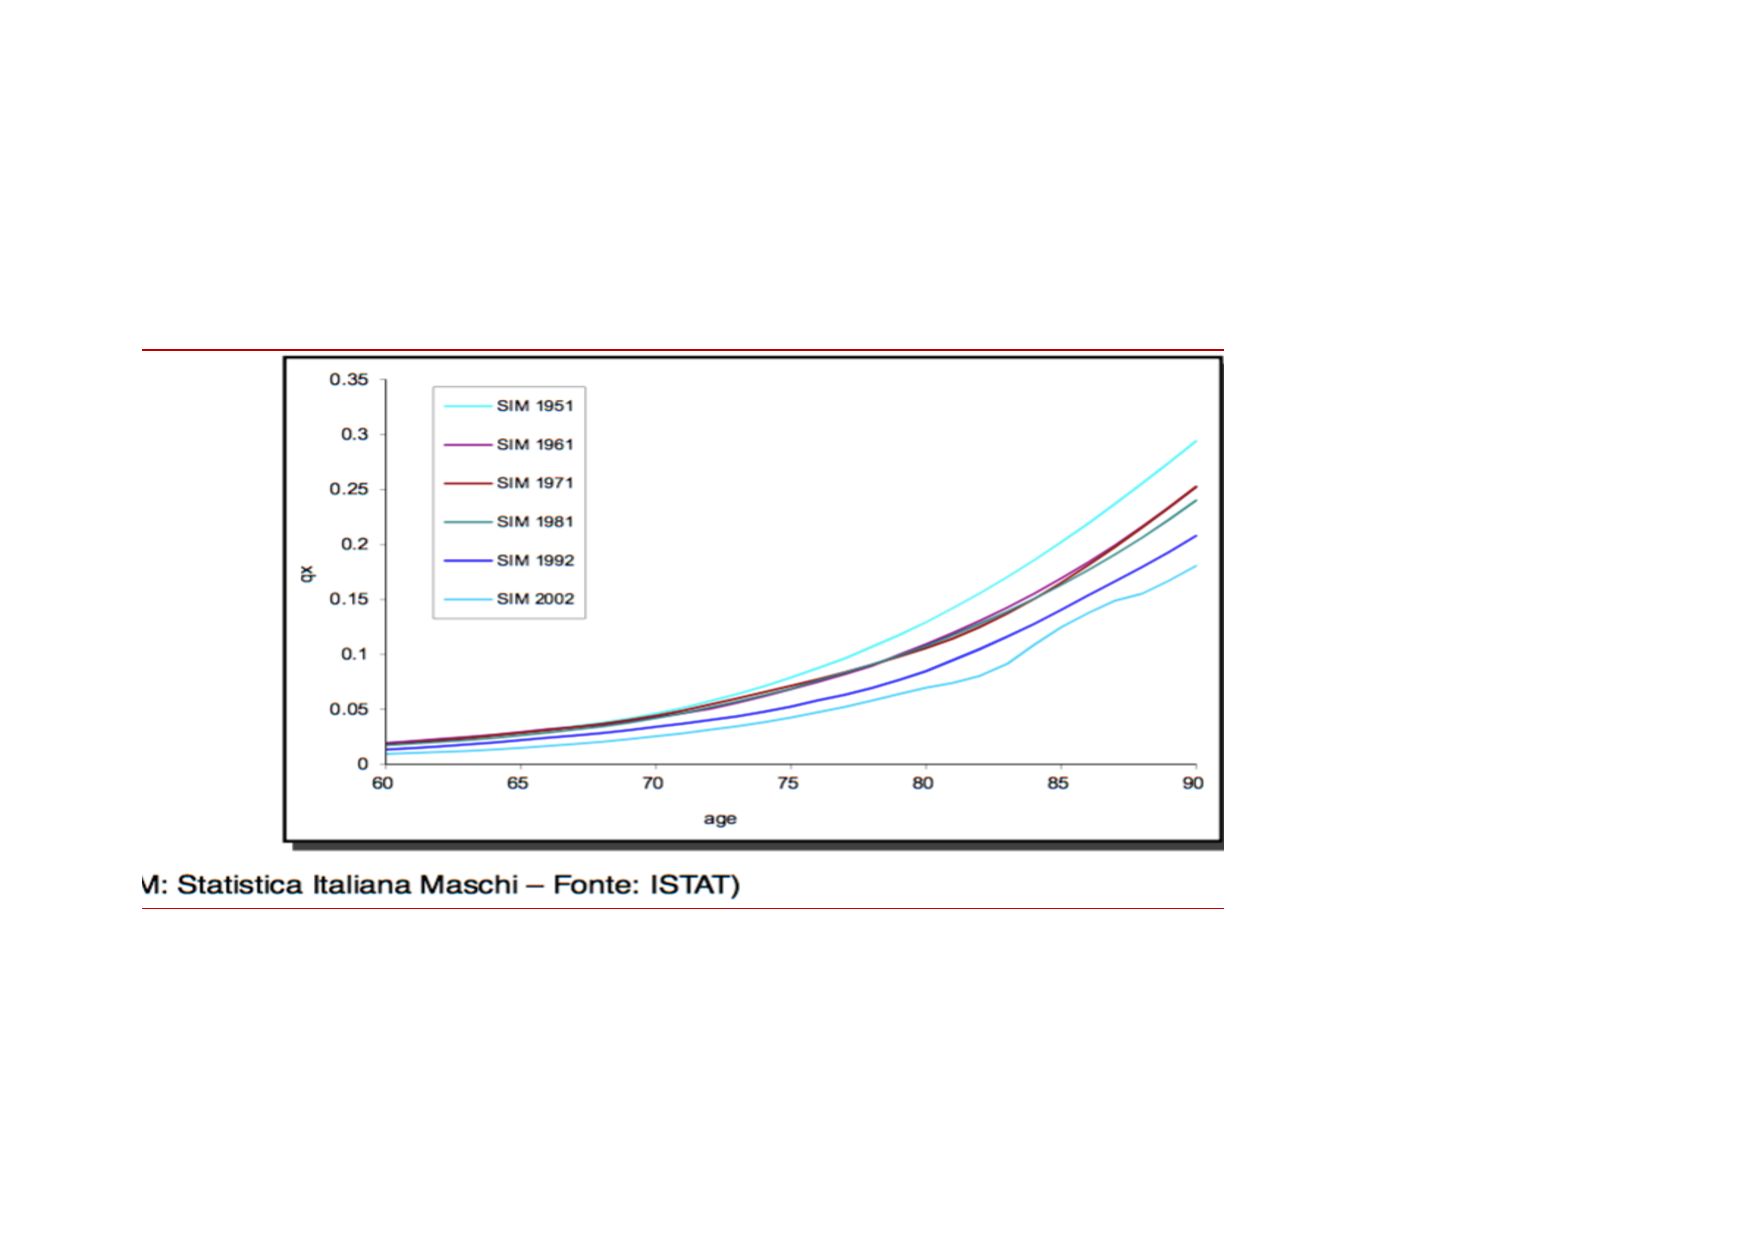 0.35
0.3
0.25
0.2
0.15
0.1
0.05
0
qx
SIM 1951
SIM 1961
SIM 1971
SIM 1981
SIM 1992
SIM 2002
60 65 70 75 80 85 90
age
M: Statistica Italiana Maschi – Fonte: ISTAT)